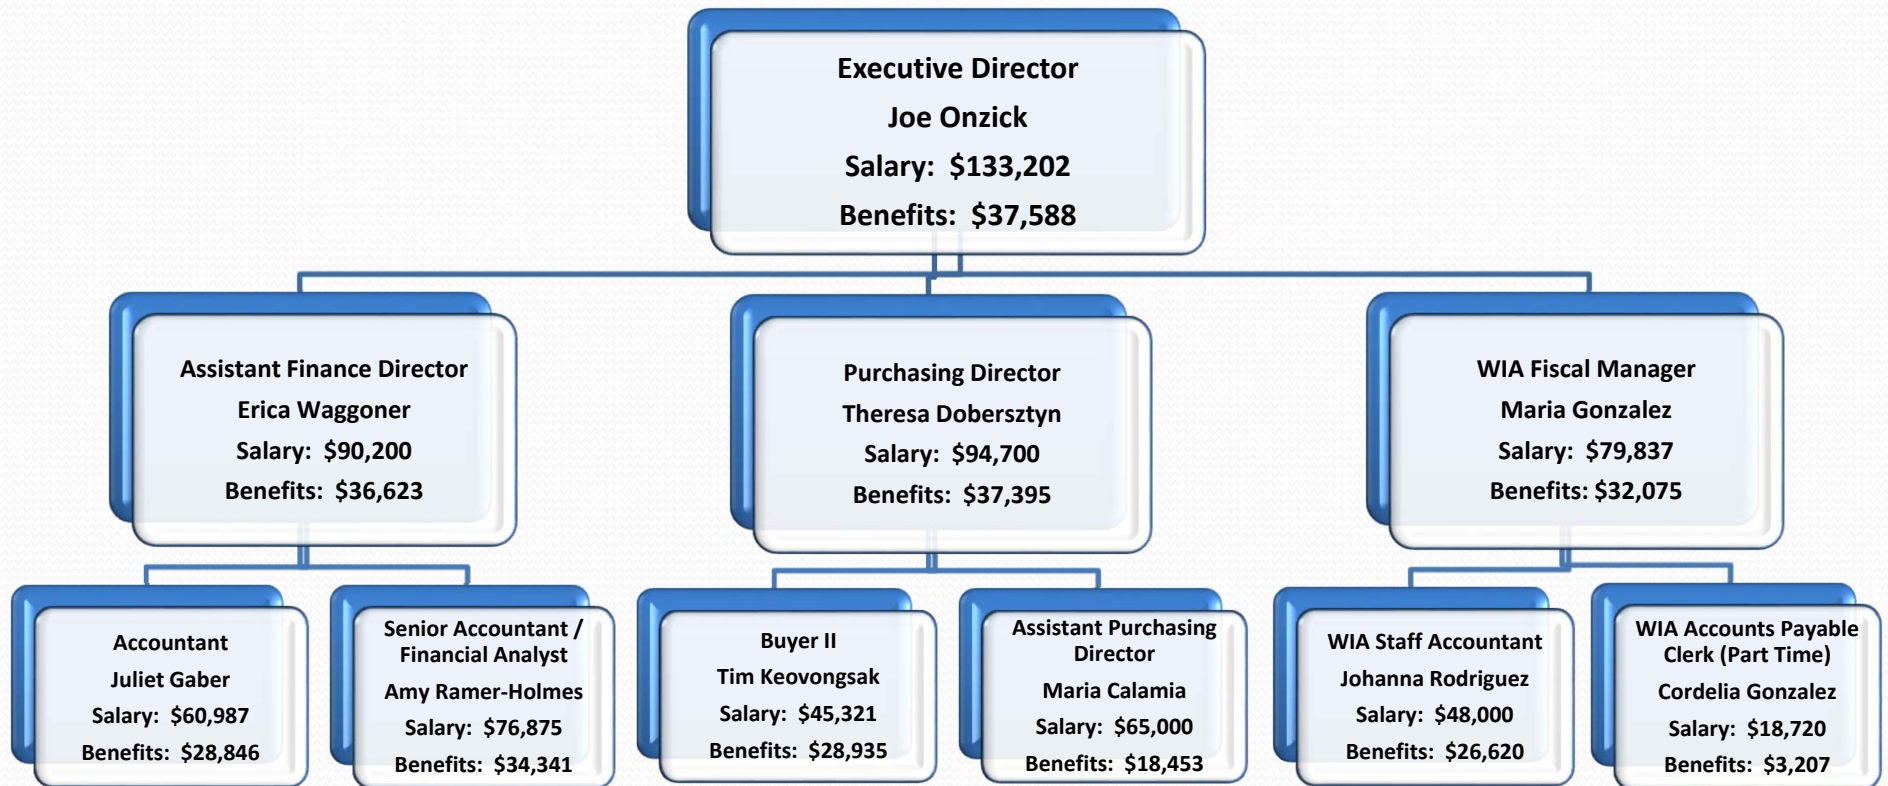 Executive Director
Joe Onzick
Salary: $133,202
Benefits: $37,588
Assistant Finance Director
Erica Waggoner
Salary: $90,200
Benefits: $36,623
Purchasing Director
Theresa Dobersztyn
Salary: $94,700
Benefits: $37,395
WIA Fiscal Manager
Maria Gonzalez
Salary: $79,837
Benefits: $32,075
Accountant
Juliet Gaber
Salary: $60,987
Benefits: $28,846
Senior Accountant /
Financial Analyst
Amy Ramer-Holmes
Salary: $76,875
Benefits: $34,341
Buyer II
Tim Keovongsak
Salary: $45,321
Benefits: $28,935
Assistant Purchasing
Director
Maria Calamia
Salary: $65,000
Benefits: $18,453
WIA Staff Accountant
Johanna Rodriguez
Salary: $48,000
Benefits: $26,620
WIA Accounts Payable
Clerk (Part Time)
Cordelia Gonzalez
Salary: $18,720
Benefits: $3,207